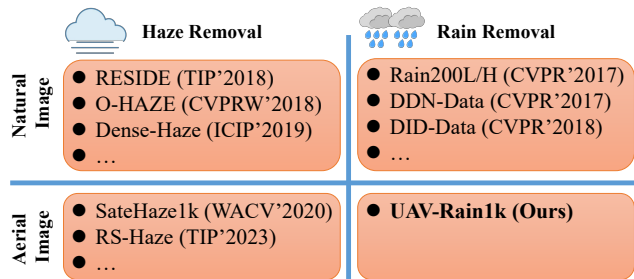 Haze Removal
Rain Removal
Natural
Image
● RESIDE (TIP’2018)
● O-HAZE (CVPRW’2018)
● Dense-Haze (ICIP’2019)
● …
● Rain200L/H (CVPR’2017)
● DDN-Data (CVPR’2017)
● DID-Data (CVPR’2018)
● …
Aerial
Image
● SateHaze1k (WACV’2020)
● RS-Haze (TIP’2023)
● …
● UAV-Rain1k (Ours)